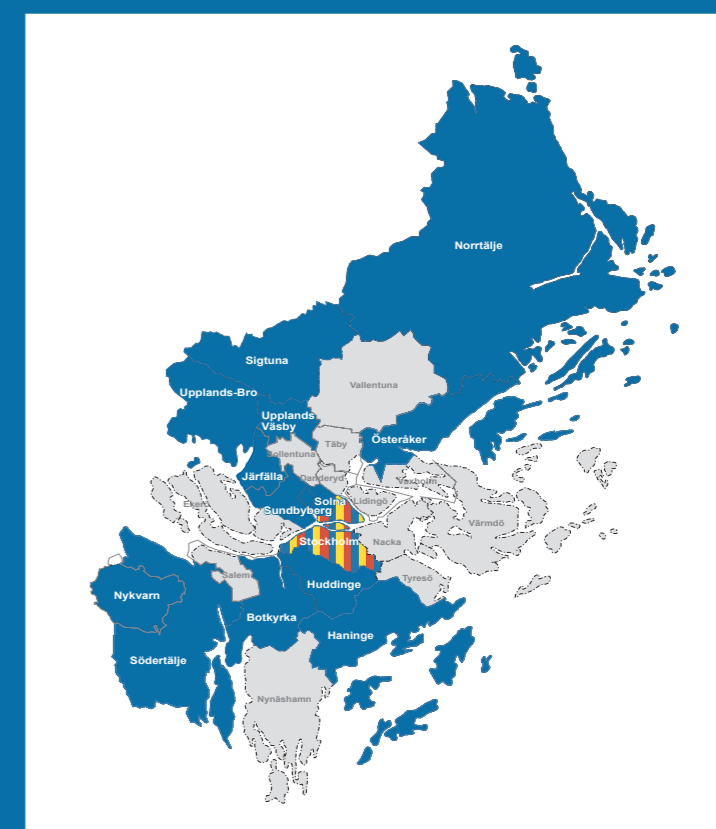 Norrtälje
Sigtuna
Vallentuna
Upplands-Bro
Upplands
Väsby
Österåker
Täby
Sollentuna
Järfälla
Danderyd
Vaxholm
Ekerö
Solna
Lidingö
Sundbyberg
Värmdö
Stockholm
Nacka
Salem
Tyresö
Huddinge
Nykvarn
Botkyrka
Haninge
Södertälje
Nynäshamn